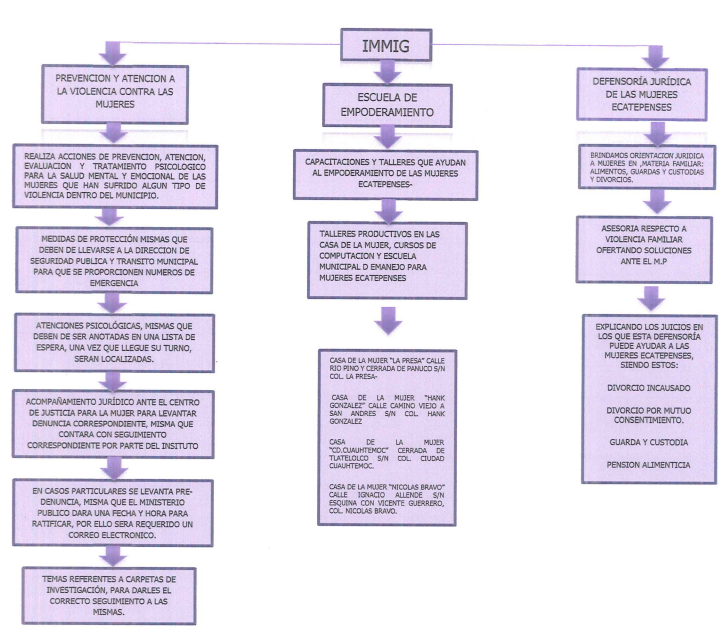 IMMIG
PREVENCION Y ATENCION A
LA VIOLENCIA CONTRA LAS
MUJERES
REALIZA ACCIONES DE PREVENCION, ATENCION,
EVALUACION Y TRATAMIENTO PSICOLOGICO
PARA LA SALUD MENTAL Y EMOCIONAL DE LAS
MUJERES QUE HAN SUFRIDO ALGUN TIPO DE
VIOLENCIA DENTRO DEL MUNICIPIO.
MEDIDAS DE PROTECCIÓN MISMAS QUE
DEBEN DE LLEVARSE A LA DIRECCION DE
SEGURIDAD PUBLICA Y TRANSITO MUNICIPAL
PARA QUE SE PROPORCIONEN NUMEROS DE
EMERGENCIA
ATENCIONES PSICOLÓGICAS, MISMAS QUE
DEBEN DE SER ANOTADAS EN UNA LISTA DE
ESPERA, UNA VEZ QUE LLEGUE SU TURNO,
SERAN LOCALIZADAS.
ACOMPAÑAMIENTO JURÍDICO ANTE EL CENTRO
DE JUSTICIA PARA LA MUJER PARA LEVANTAR
DENUNCIA CORRESPONDIENTE, MISMA QUE
CONTARA CON SEGUIMIENTO
CORRESPONDIENTE POR PARTE DEL INSITUTO
EN CASOS PARTICULARES SE LEVANTA PRE-
DENUNCIA, MISMA QUE EL MINISTERIO
PUBLICO DARA UNA FECHA Y HORA PARA
RATIFICAR, POR ELLO SERA REQUERIDO UN
CORREO ELECTRONICO.
TEMAS REFERENTES A CARPETAS DE
INVESTIGACIÓN, PARA DARLES EL
CORRECTO SEGUIMIENTO A LAS
MISMAS.
ESCUELA DE
EMPODERAMIENTO
CAPACITACIONES Y TALLERES QUE AYUDAN
AL EMPODERAMIENTO DE LAS MUJERES
ECATEPENSES-
TALLERES PRODUCTIVOS EN LAS
CASA DE LA MUJER, CURSOS DE
COMPUTACION Y ESCUELA
MUNICIPAL D EMANEJO PARA
MUJERES ECATEPENSES
CASA DE LA MUJER "LA PRESA" CALLE
RIO PINO Y CERRADA DE PANUCO S/N
COL. LA PRESA-
CASA DE LA MUJER "HANK
GONZALEZ" CALLE CAMINO VIEJO A
SAN ANDRES S/N COL. HANK
GONZALEZ
CASA DE LA MUJER
"CD.CUAUHTEMOC" CERRADA DE
TLATELOLCO S/N COL. CIUDAD
CUAUHTEMOC.
CASA DE LA MUJER "NICOLAS BRAVO"
CALLE IGNACIO ALLENDE S/N
ESQUINA CON VICENTE GUERRERO,
COL. NICOLAS BRAVO.
DEFENSORÍA JURÍDICA
DE LAS MUJERES
ECATEPENSES
BRINDAMOS ORIENTACION JURIDICA
A MUJERES EN ,MATERIA FAMILIAR:
ALIMENTOS, GUARDAS Y CUSTODIAS
Y DIVORCIOS.
ASESORIA RESPECTO A
VIOLENCIA FAMILIAR
OFERTANDO SOLUCIONES
ANTE EL M.P
EXPLICANDO LOS JUICIOS EN
LOS QUE ESTA DEFENSORÍA
PUEDE AYUDAR A LAS
MUJERES ECATEPENSES,
SIENDO ESTOS:
DIVORCIO INCAUSADO
DIVORCIO POR MUTUO
CONSENTIMIENTO.
GUARDA Y CUSTODIA
PENSION ALIMENTICIA